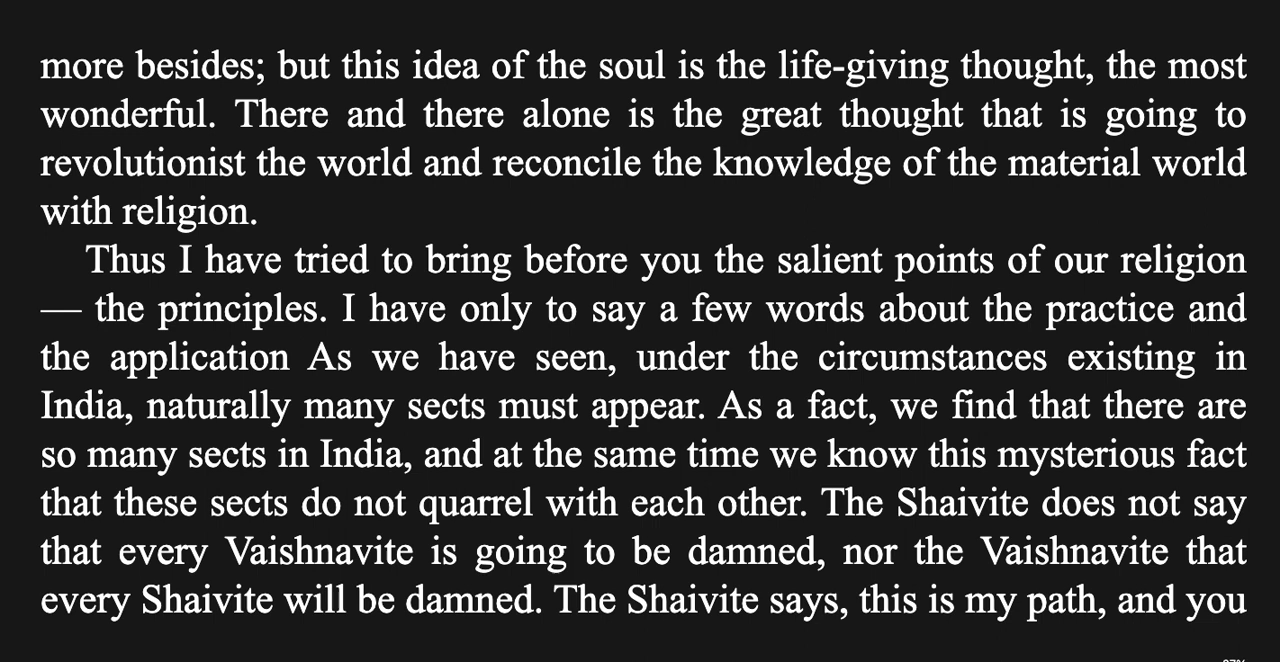 more besides; but this idea of the soul is the life-giving thought, the most
wonderful. There and there alone is the great thought that is going to
revolutionist the world and reconcile the knowledge of the material world
with religion.
Thus I have tried to bring before you the salient points of our religion
— the principles. I have only to say a few words about the practice and
the application As we have seen, under the circumstances existing in
India, naturally many sects must appear. As a fact, we find that there are
so many sects in India, and at the same time we know this mysterious fact
that these sects do not quarrel with each other. The Shaivite does not say
that every Vaishnavite is going to be damned, nor the Vaishnavite that
every Shaivite will be damned. The Shaivite says, this is my path, and you